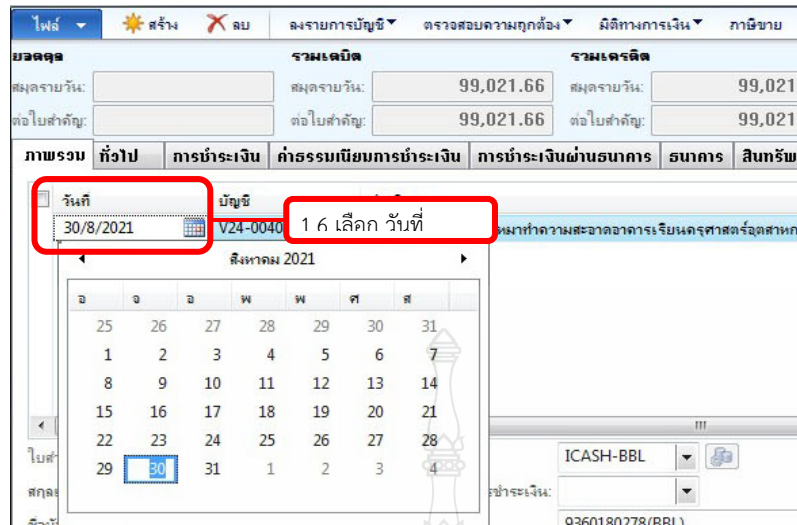 ไฟล์ สร้าง ลบ ลงรายการบัญชี ตรวจสอบความถูกต้อง มิติทางการเงิน ภาษีขาย
ยอดดุล รวมเดบิต รวมเครดิต
สมุดรายวัน: สมุดรายวัน: 99,021.66 สมุดรายวัน: 99,021
ต่อใบสำคัญ: ต่อใบสำคัญ: 99,021.66 ต่อใบสำคัญ: 99,021
ภาพรวม ทั่วไป การชำระเงิน ค่าธรรมเนียมการชำระเงิน การชำระเงินผ่านธนาคาร ธนาคาร สินทรัพ
วันที่ บัญชี
30/8/2021 V24-0040 16 เลือก วันที่ หมาทำความสะอาดอาคารเรียนครุศาสตร์อุตสาหก
สิงหาคม 2021
อ จ อ พ พ ศ ส
25 26 27 28 29 30 31
1 2 3 4 5 6 7
8 9 10 11 12 13 14
15 16 17 18 19 20 21
22 23 24 25 26 27 28
29 30 31 1 2 3 4
ใบสำ ICASH-BBL
สกุลเ รชำระเงิน:
9360180278(BBL)